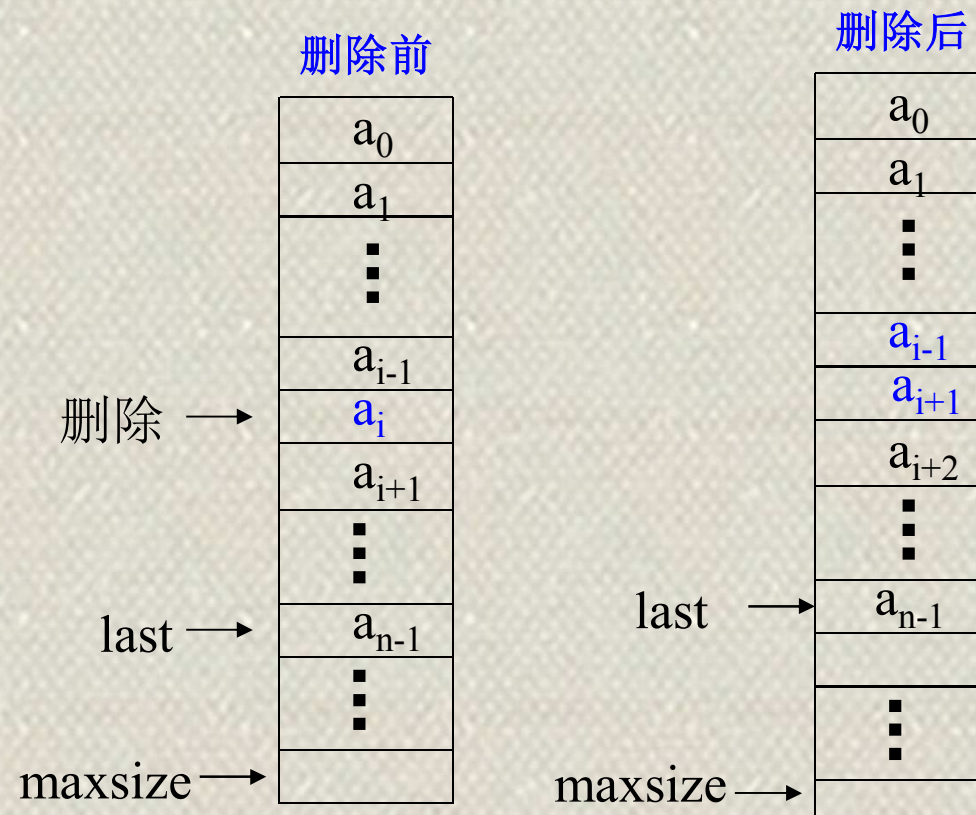 删除前
a0
a1
⋮
ai-1
删除 → ai
ai+1
⋮
last → an-1
⋮
maxsize →
删除后
a0
a1
⋮
ai-1
ai+1
ai+2
⋮
last → an-1
⋮
maxsize →